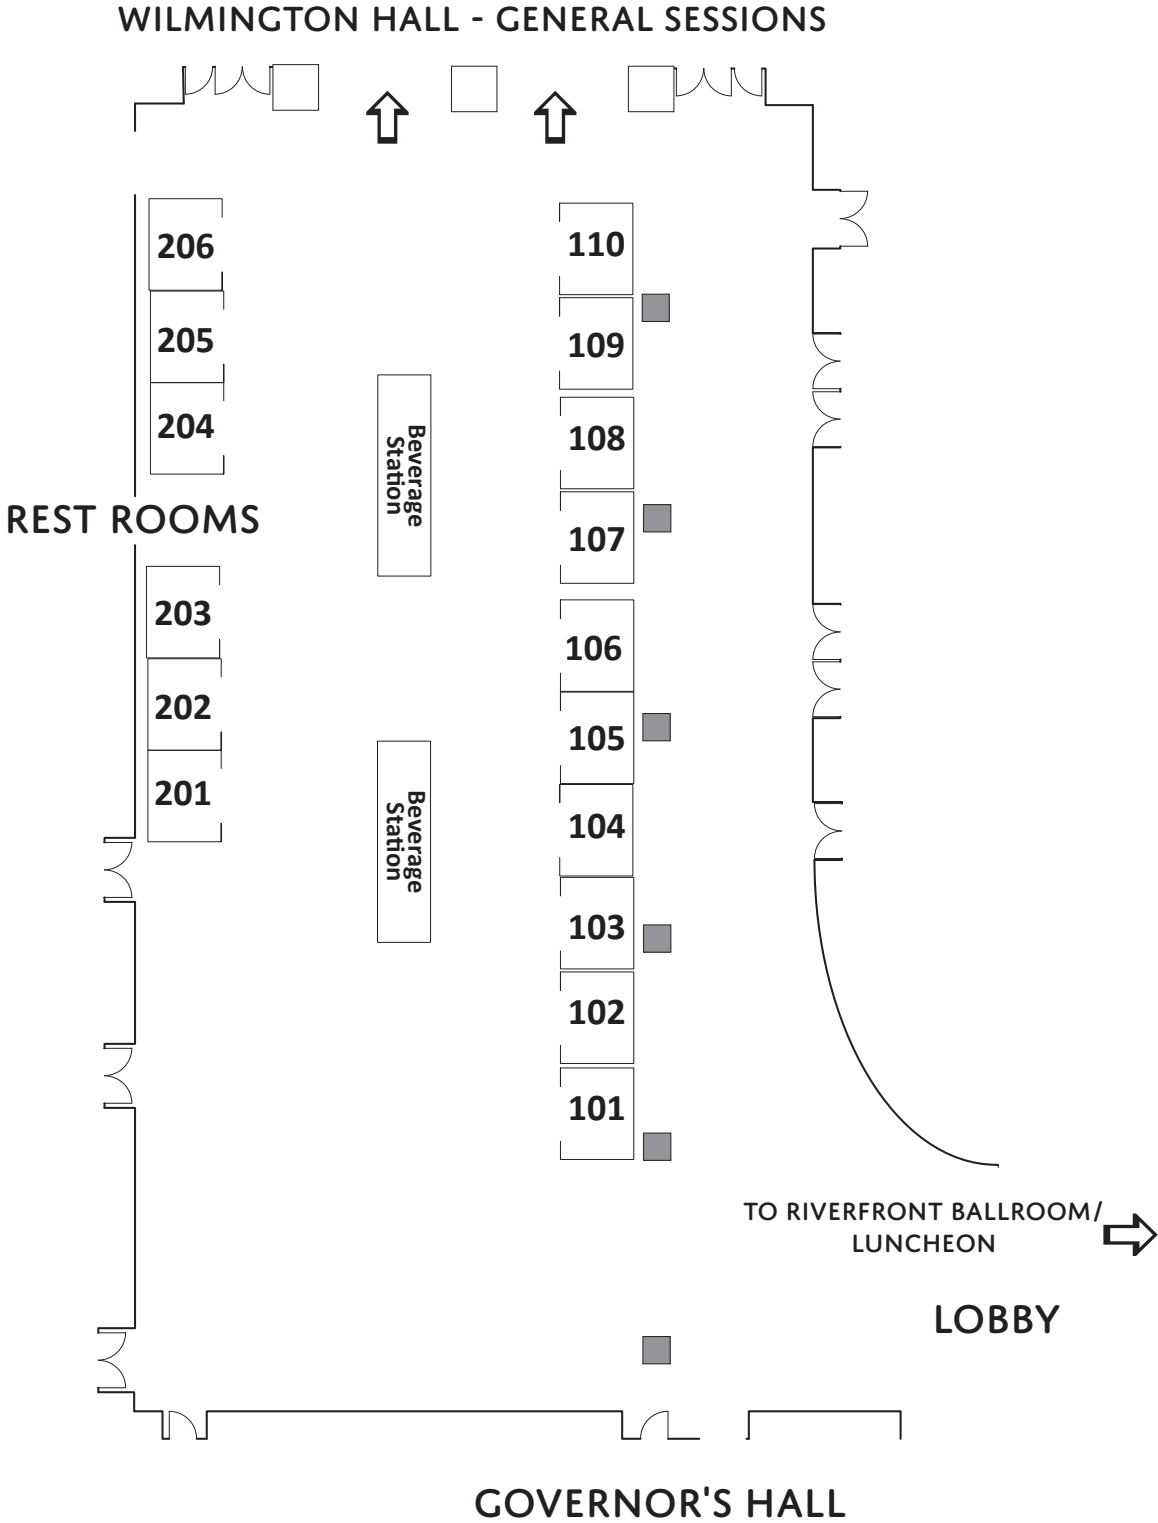 WILMINGTON HALL - GENERAL SESSIONS
206
110
205
109
204
108
Beverage
Station
REST ROOMS
107
203
106
202
105
201
104
Beverage
Station
103
102
101
TO RIVERFRONT BALLROOM/
LUNCHEON
LOBBY
GOVERNOR'S HALL